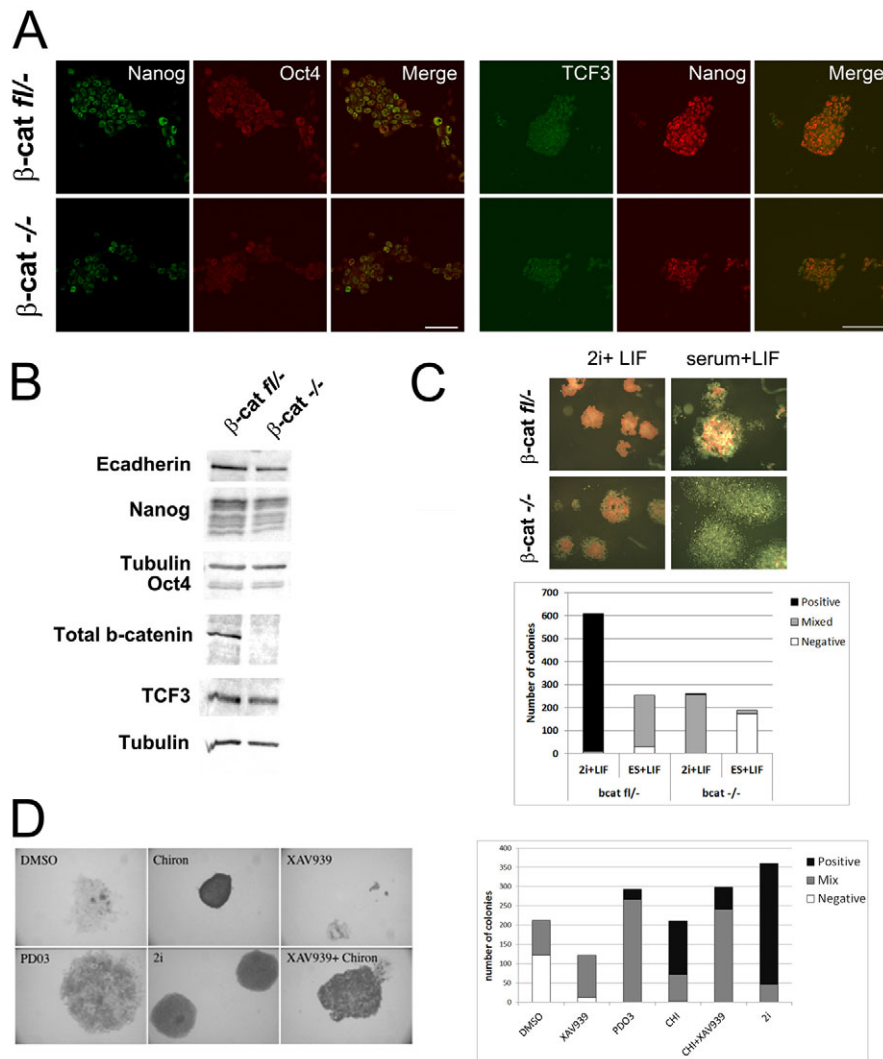 A
Nanog Oct4 Merge TCF3 Nanog Merge
β-cat fl/-
β-cat -/-
B
β-cat fl/- β-cat -/-
Ecadherin
Nanog
Tubulin
Oct4
Total b-catenin
TCF3
Tubulin
C
2i+ LIF serum+LIF
β-cat fl/-
β-cat -/-
Number of colonies
700
600
500
400
300
200
100
0
Positive
Mixed
Negative
2i+LIF ES+LIF 2i+LIF ES+LIF
bcat fl/- bcat -/-
D
DMSO Chiron XAV939
PD03 2i XAV939+ Chiron
number of colonies
400
350
300
250
200
150
100
50
0
Positive
Mix
Negative
DMSO XAV939 PDO3 CHI CHI+XAV939 2i